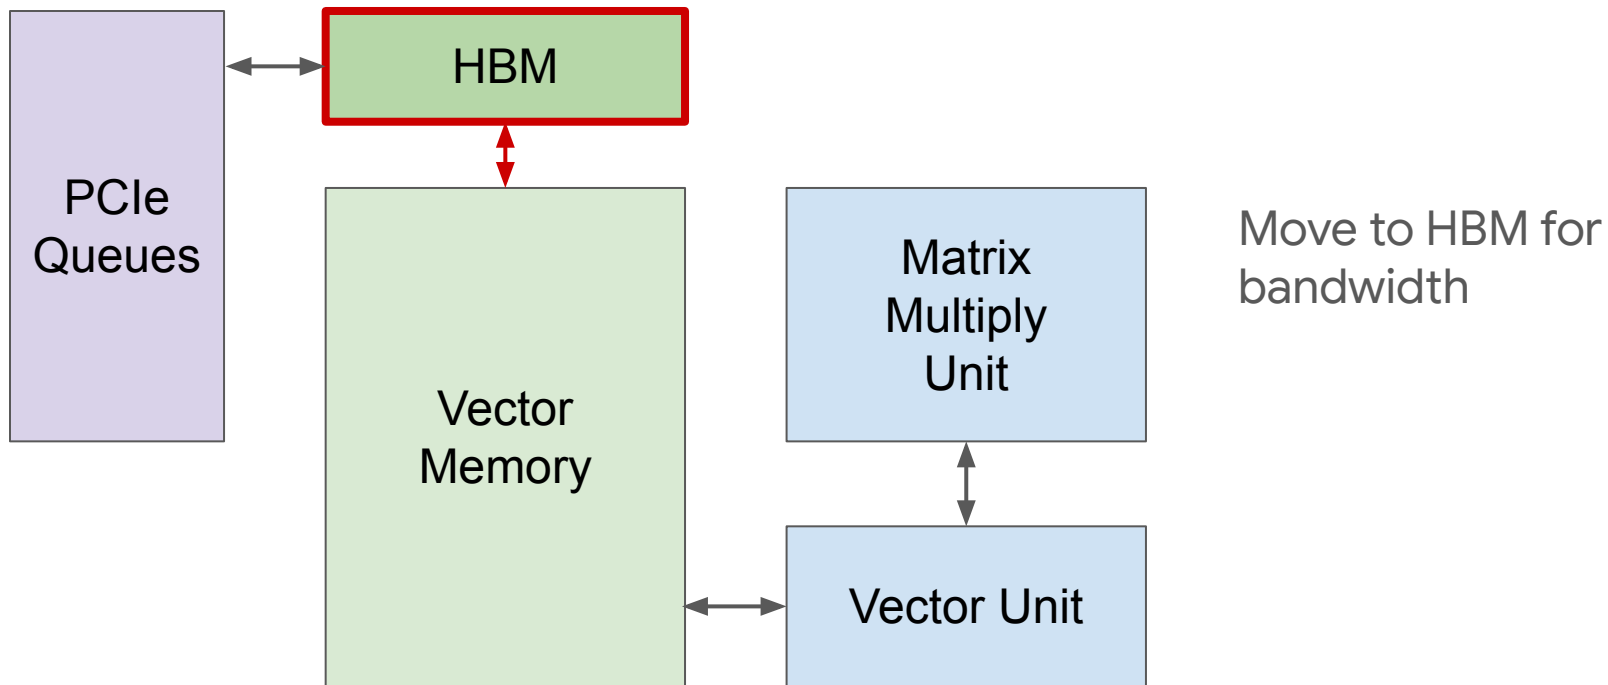 HBM
PCIe
Queues
Matrix
Multiply
Unit
Move to HBM for
bandwidth
Vector
Memory
Vector Unit